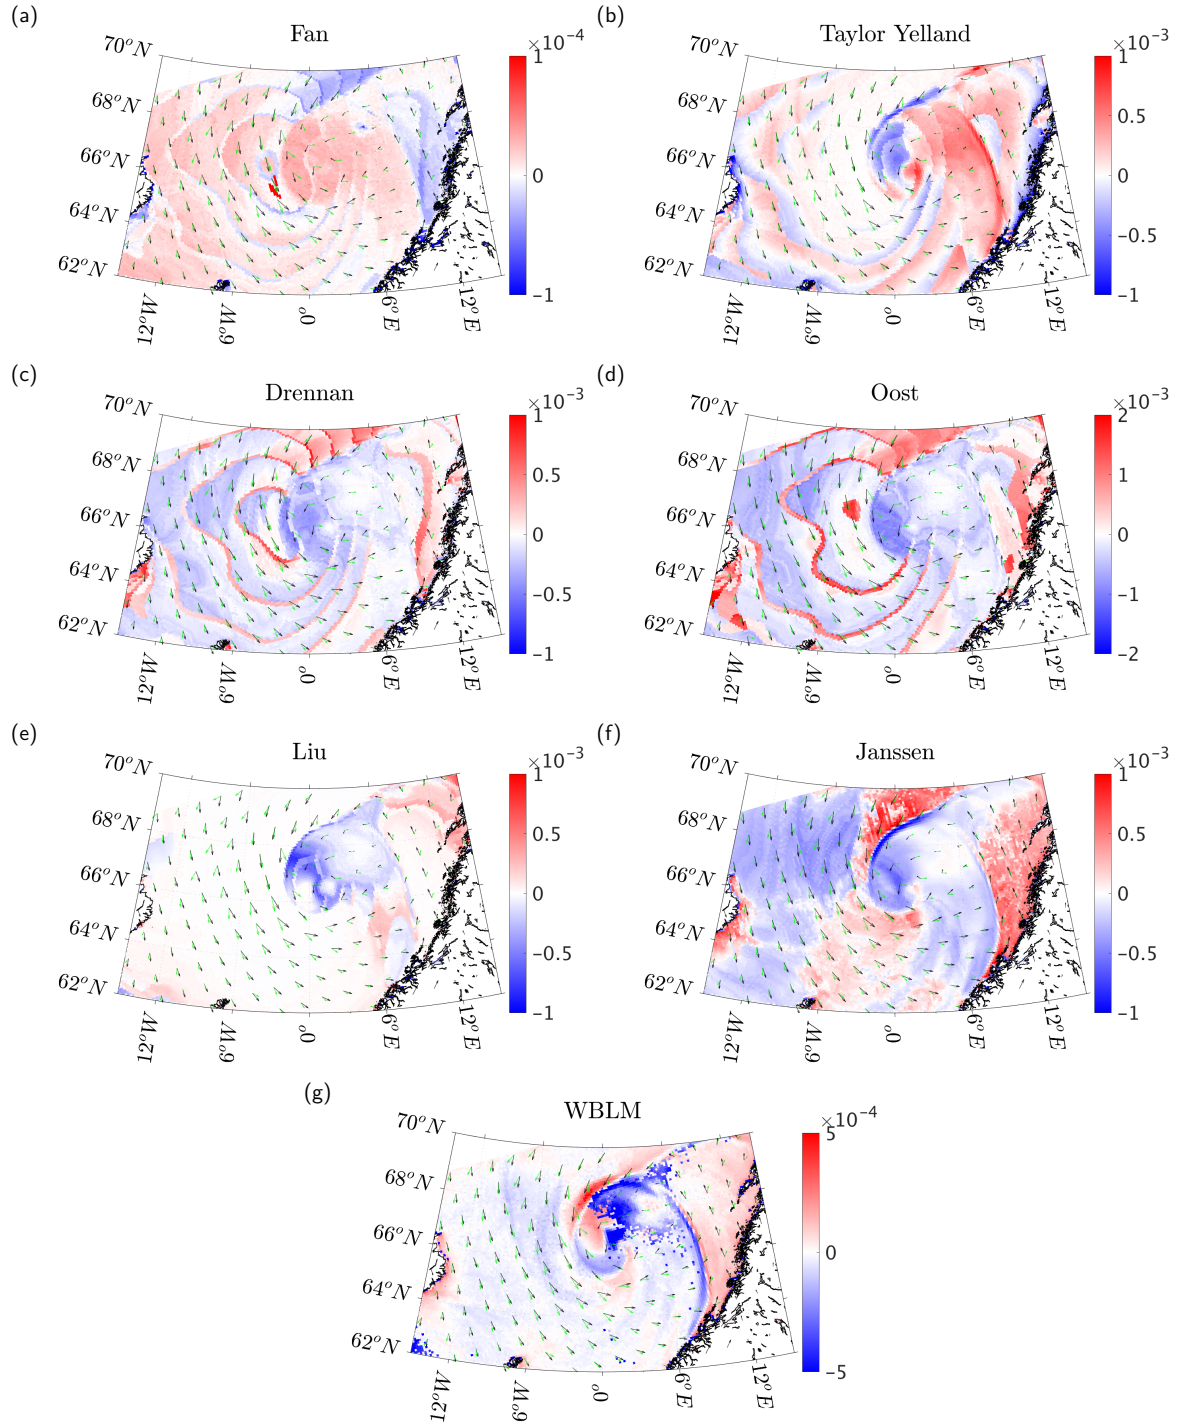 (a)
Fan
×10⁻⁴
70°N
68°N
66°N
64°N
62°N
12°W
6°W
0°
6°E
12°E
1
0
−1
(b)
Taylor Yelland
×10⁻³
70°N
68°N
66°N
64°N
62°N
12°W
6°W
0°
6°E
12°E
1
0.5
0
−0.5
−1
(c)
Drennan
×10⁻³
70°N
68°N
66°N
64°N
62°N
12°W
6°W
0°
6°E
12°E
1
0.5
0
−0.5
−1
(d)
Oost
×10⁻³
70°N
68°N
66°N
64°N
62°N
12°W
6°W
0°
6°E
12°E
2
1
0
−1
−2
(e)
Liu
×10⁻³
70°N
68°N
66°N
64°N
62°N
12°W
6°W
0°
6°E
12°E
1
0.5
0
−0.5
−1
(f)
Janssen
×10⁻³
70°N
68°N
66°N
64°N
62°N
12°W
6°W
0°
6°E
12°E
1
0.5
0
−0.5
−1
(g)
WBLM
×10⁻⁴
70°N
68°N
66°N
64°N
62°N
12°W
6°W
0°
6°E
12°E
5
0
−5